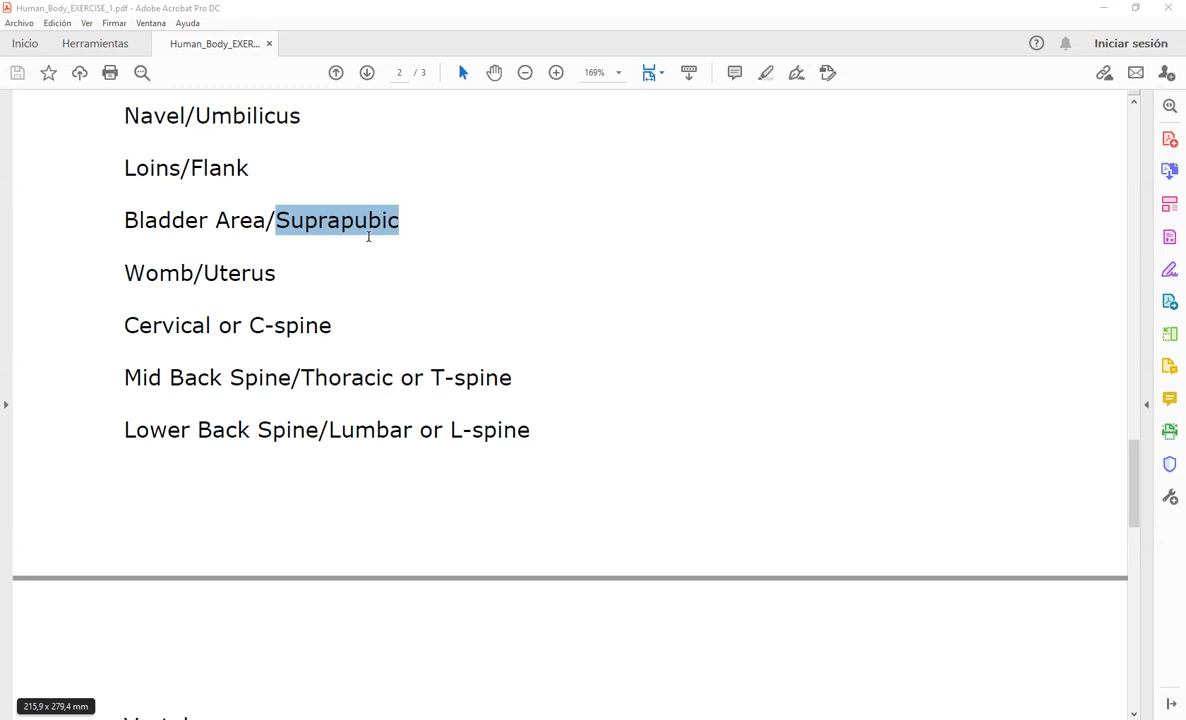 Human_Body_EXERCISE_1.pdf - Adobe Acrobat Pro DC
Archivo Edición Ver Firmar Ventana Ayuda
Inicio Herramientas Human_Body_EXER... × Iniciar sesión
2 / 3 169%
Navel/Umbilicus
Loins/Flank
Bladder Area/Suprapubic
Womb/Uterus
Cervical or C-spine
Mid Back Spine/Thoracic or T-spine
Lower Back Spine/Lumbar or L-spine
215,9 x 279,4 mm